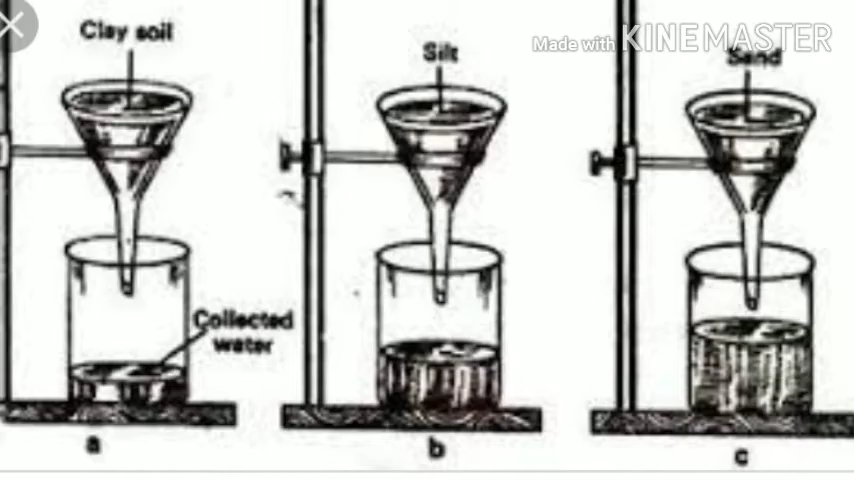 Clay soil
Silt
Made with KINEMASTER
Sand
Collected
water
a
b
c